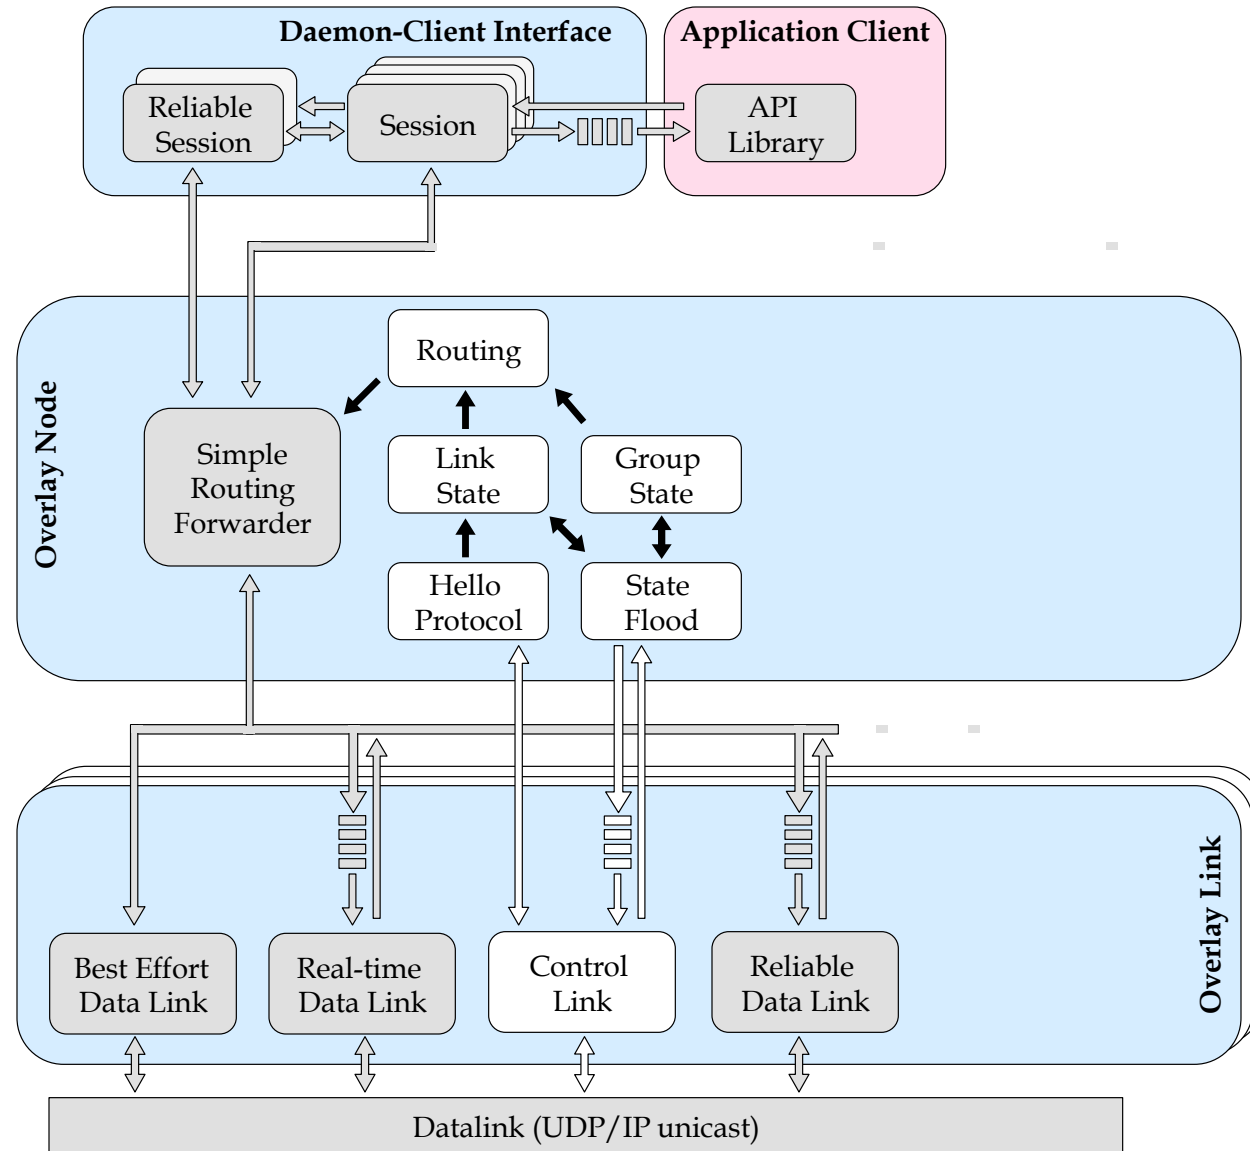 Daemon-Client Interface
Application Client
Reliable
Session
Session
API
Library
Overlay Node
Routing
Simple
Routing
Forwarder
Link
State
Group
State
Hello
Protocol
State
Flood
Overlay Link
Best Effort
Data Link
Real-time
Data Link
Control
Link
Reliable
Data Link
Datalink (UDP/IP unicast)